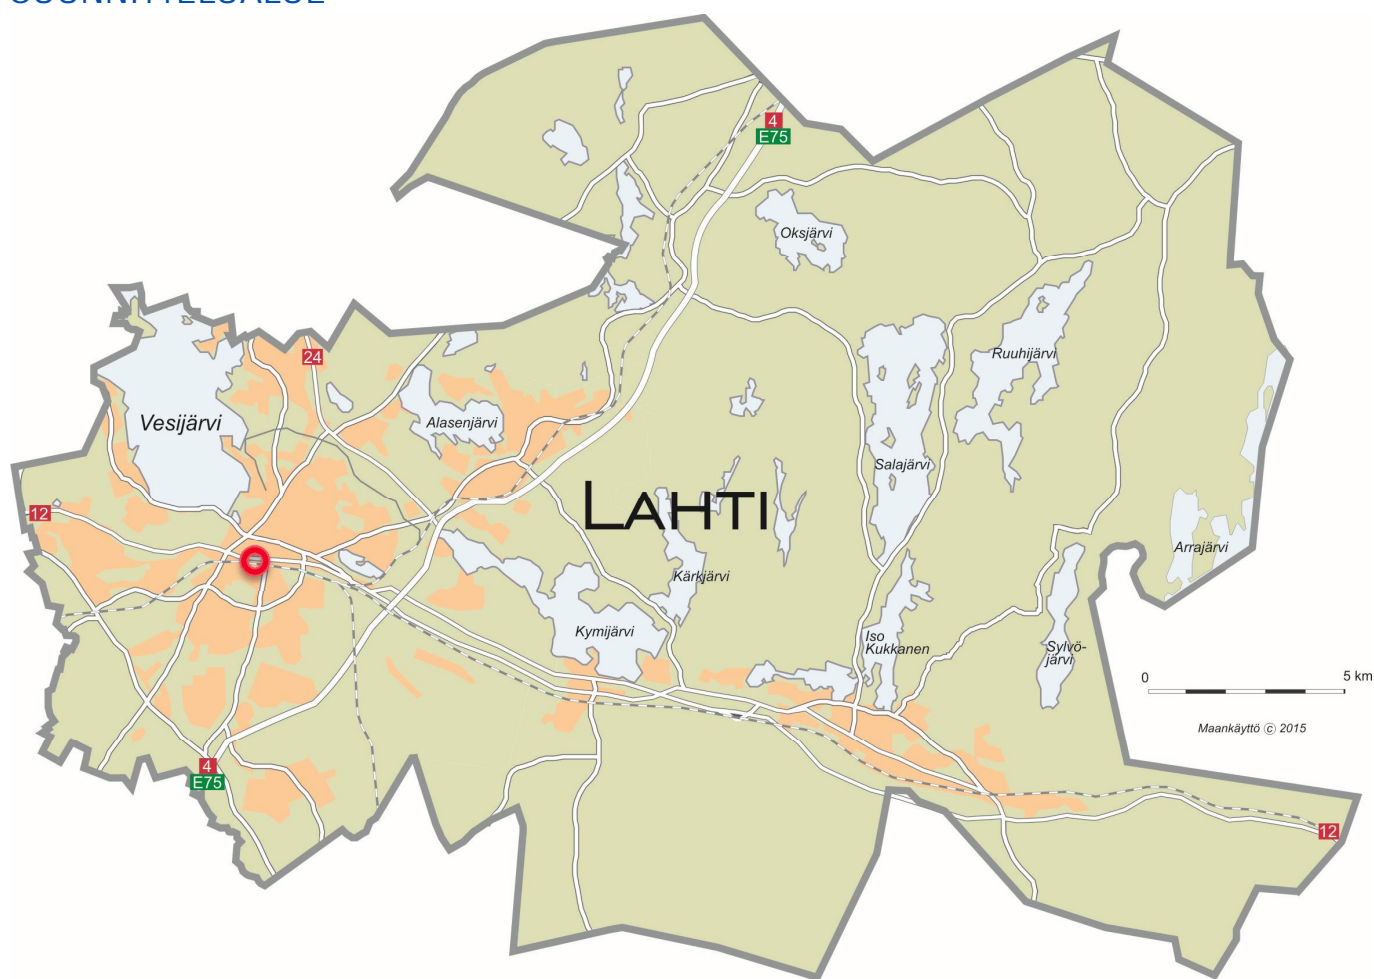 SUUNNITTELUALUE
4
E75
Oksjärvi
Ruuhijärvi
24
Vesijärvi
Alasenjärvi
Salajärvi
12
LAHTI
Arrajärvi
Kärkjärvi
Kymijärvi
Iso
Kukkanen
Sylvö-
järvi
0
5 km
Maankäyttö © 2015
4
E75
12